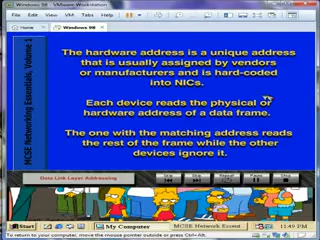 Windows 98 - VMware Workstation
File Edit View VM Tabs Help
Home Windows 98
MCSE Networking Essentials, Volume 1
The hardware address is a unique address
that is usually assigned by vendors
or manufacturers and is hard-coded
into NICs.
Each device reads the physical or
hardware address of a data frame.
The one with the matching address reads
the rest of the frame while the other
devices ignore it.
Data Link Layer Addressing
Start My Computer MCSE Network Essent... 11:49 PM
To return to your computer, move the mouse pointer outside or press Ctrl+Alt.